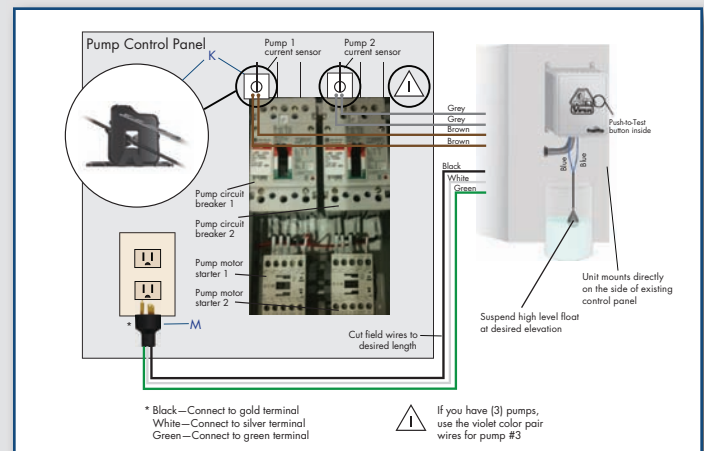 Pump Control Panel
K
Pump 1
current sensor
Pump 2
current sensor
Grey
Grey
Brown
Brown
Black
White
Green
Blue
Blue
Push-to-Test
button inside
Pump circuit
breaker 1
Pump circuit
breaker 2
Pump motor
starter 1
Pump motor
starter 2
* M
Cut field wires to
desired length
Suspend high level float
at desired elevation
Unit mounts directly
on the side of existing
control panel
* Black—Connect to gold terminal
White—Connect to silver terminal
Green—Connect to green terminal
If you have (3) pumps,
use the violet color pair
wires for pump #3